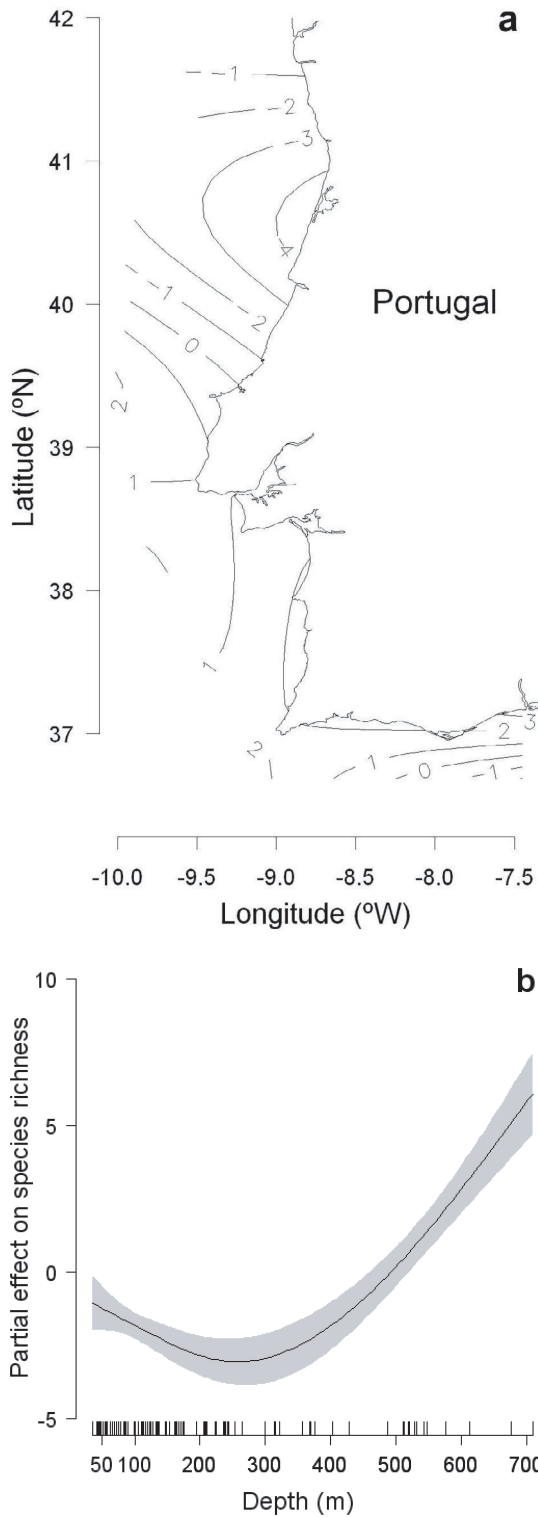 a
42
41
40
39
38
37
Latitude (ºN)
1
2
3
4
2
1
0
2
1
1
2
3
2
1
0
1
Portugal
-10.0 -9.5 -9.0 -8.5 -8.0 -7.5
Longitude (ºW)
b
10
5
0
-5
Partial effect on species richness
50 100 200 300 400 500 600 700
Depth (m)